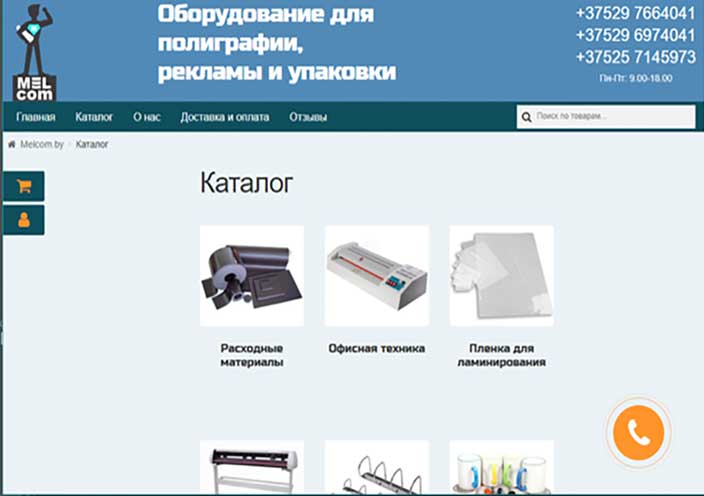 MEL
com
Оборудование для
полиграфии,
рекламы и упаковки
+37529 7664041
+37529 6974041
+37525 7145973
Пн-Пт: 9.00-18.00
Главная Каталог О нас Доставка и оплата Отзывы Поиск по товарам...
Melcom.by » Каталог
Каталог
Расходные
материалы
Офисная техника
Пленка для
ламинирования